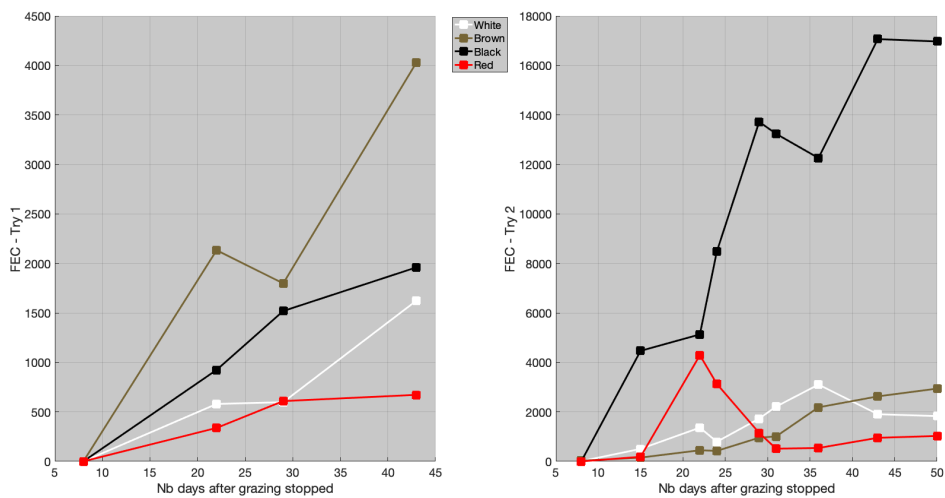 FEC - Try 1
4500
4000
3500
3000
2500
2000
1500
1000
500
0
5 10 15 20 25 30 35 40 45
Nb days after grazing stopped
White
Brown
Black
Red
FEC - Try 2
18000
16000
14000
12000
10000
8000
6000
4000
2000
0
5 10 15 20 25 30 35 40 45 50
Nb days after grazing stopped